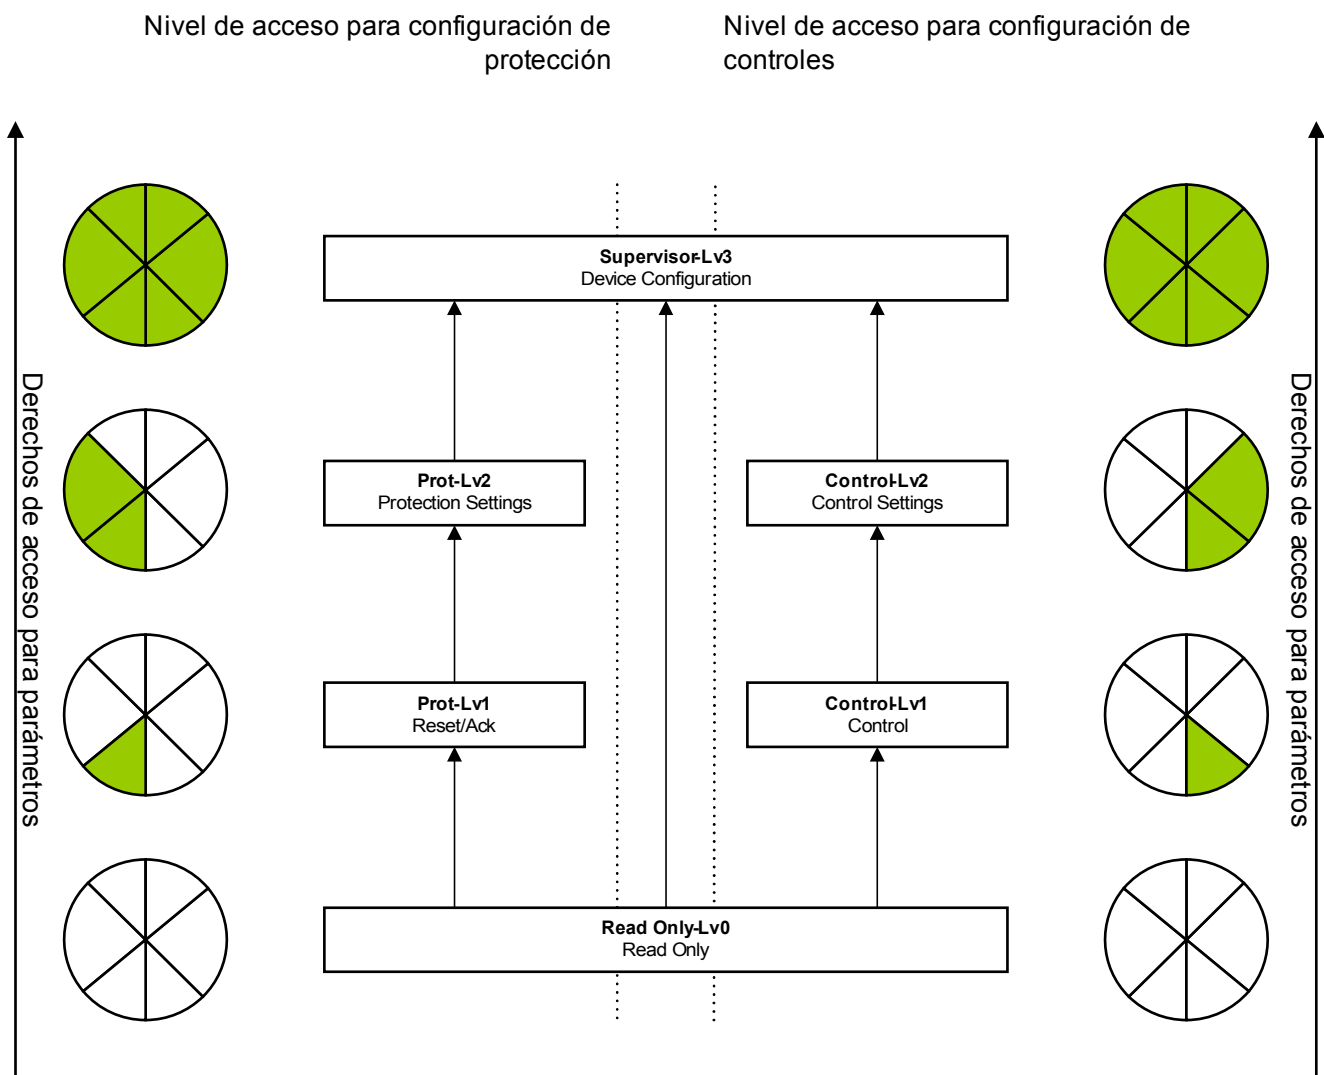 Nivel de acceso para configuración de
protección
Nivel de acceso para configuración de
controles
Supervisor-Lv3
Device Configuration
Derechos de acceso para parámetros
Derechos de acceso para parámetros
Prot-Lv2
Protection Settings
Control-Lv2
Control Settings
Prot-Lv1
Reset/Ack
Control-Lv1
Control
Read Only-Lv0
Read Only